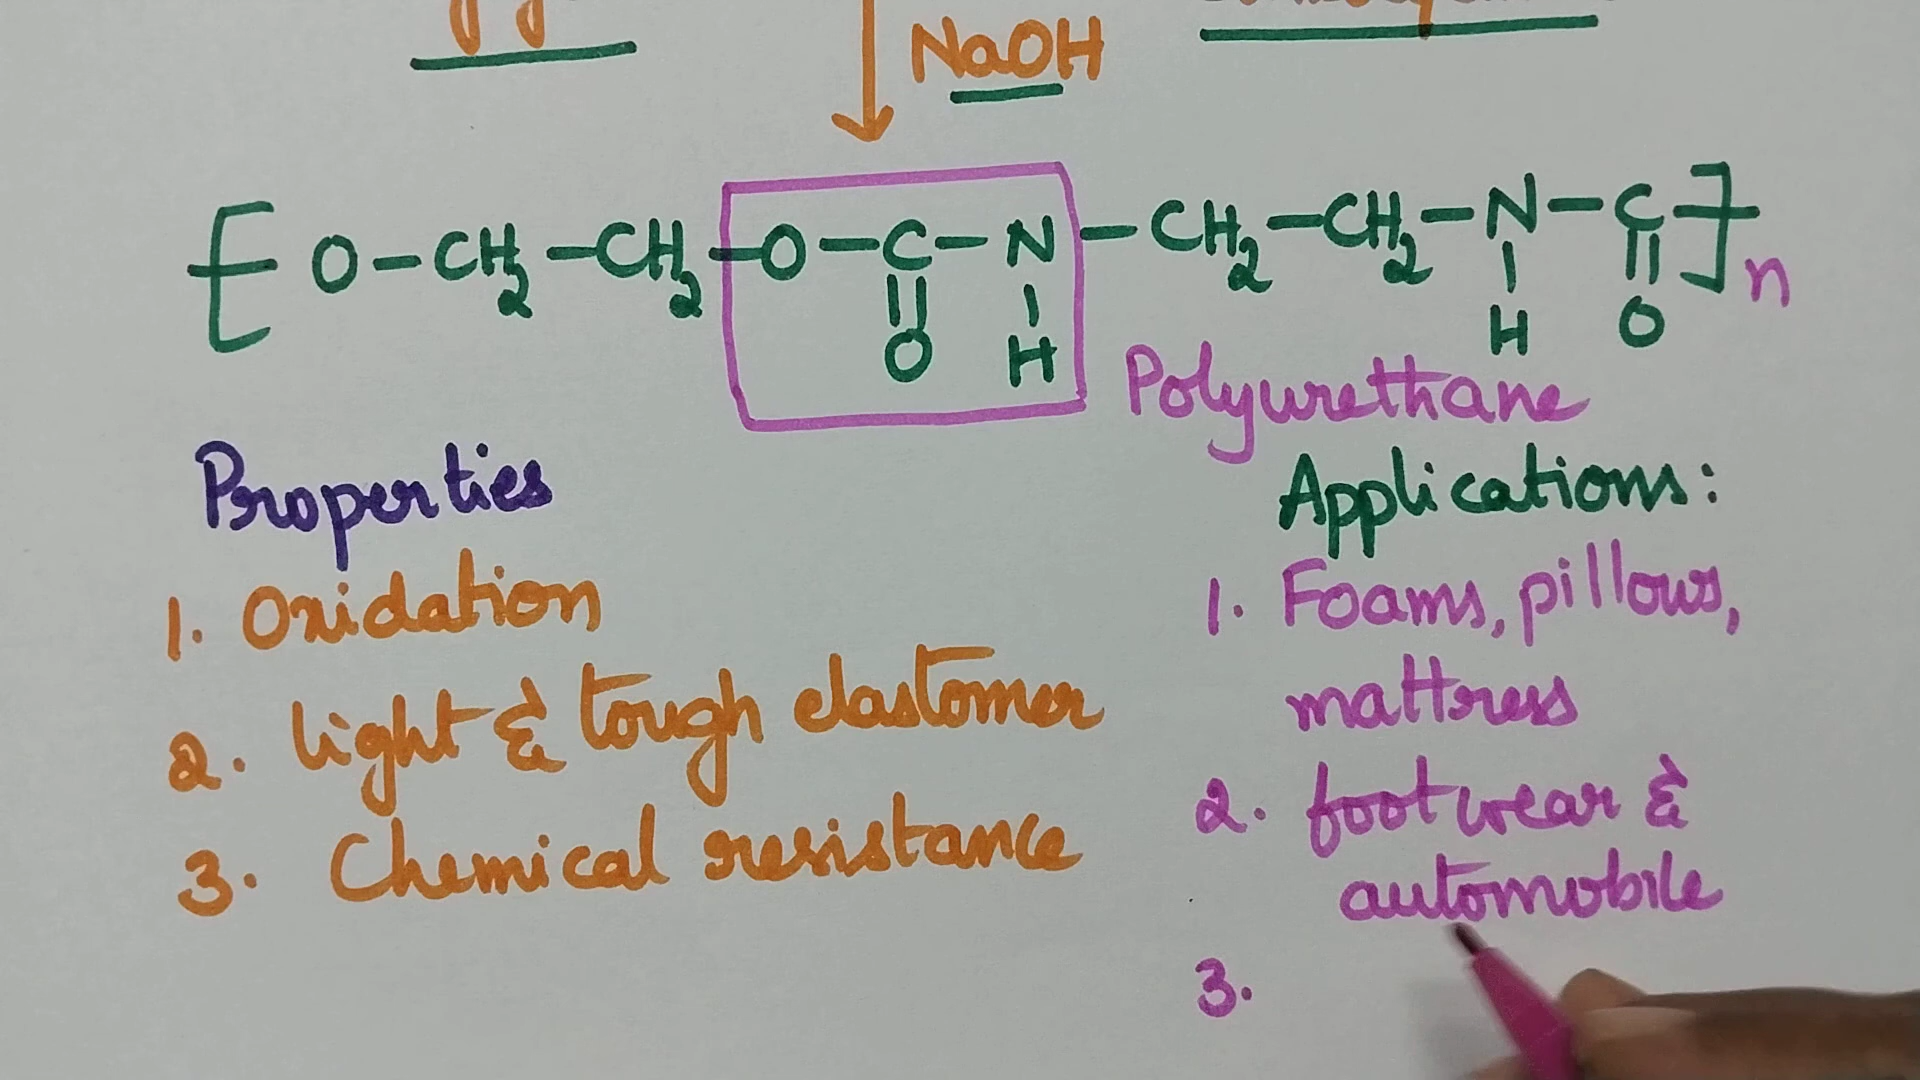 NaOH
[O-CH2-CH2-O-C-N-CH2-CH2-N-C]n
O H H O
Polyurethane
Properties
1. Oxidation
2. light & tough elastomer
3. Chemical resistance
Applications:
1. Foams, pillows,
mattress
2. footwear &
automobile
3.